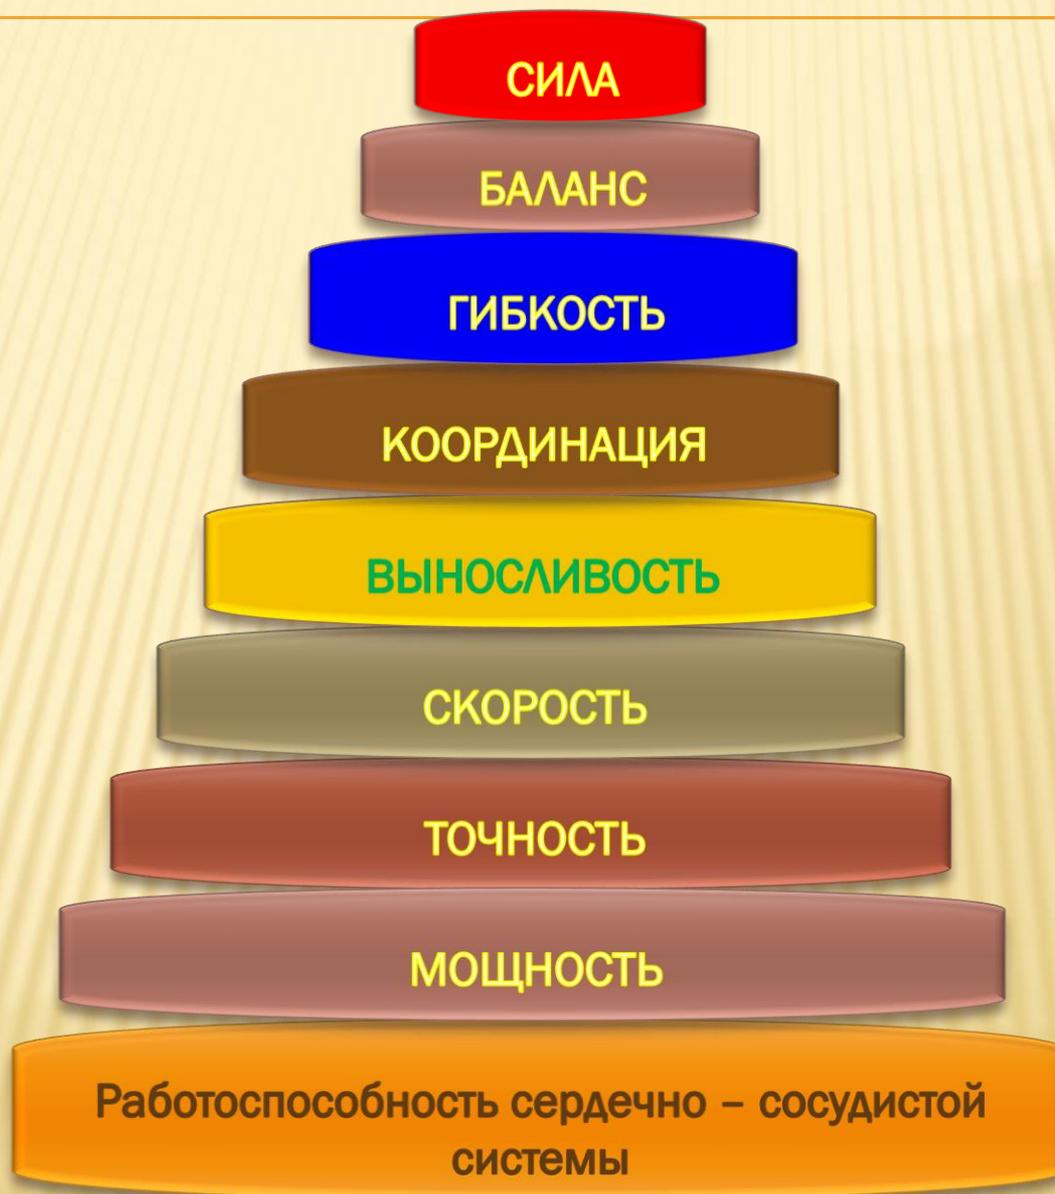 СИЛА
БАЛАНС
ГИБКОСТЬ
КООРДИНАЦИЯ
ВЫНОСЛИВОСТЬ
СКОРОСТЬ
ТОЧНОСТЬ
МОЩНОСТЬ
Работоспособность сердечно – сосудистой
системы